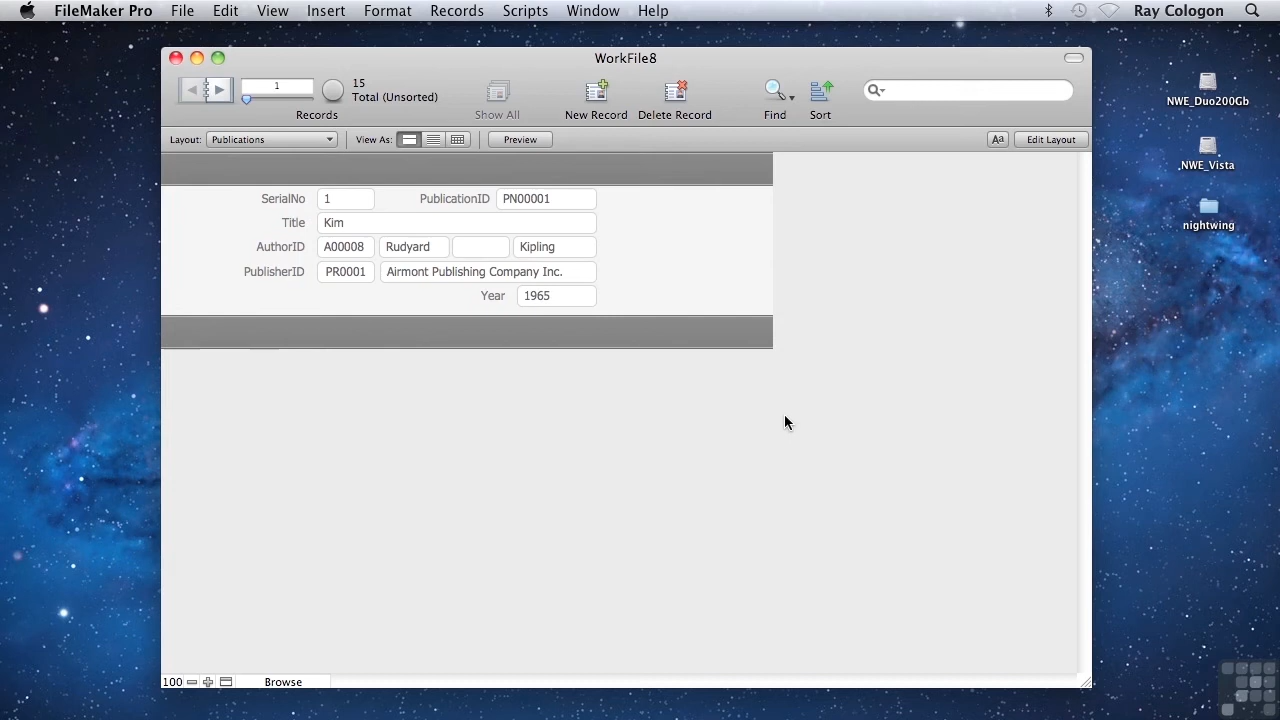 FileMaker Pro File Edit View Insert Format Records Scripts Window Help Ray Cologon
WorkFile8
1 15
Total (Unsorted)
Records Show All New Record Delete Record Find Sort
Layout: Publications View As: Preview Aa Edit Layout
SerialNo 1 PublicationID PN00001
Title Kim
AuthorID A00008 Rudyard Kipling
PublisherID PR0001 Airmont Publishing Company Inc.
Year 1965
100 Browse
NWE_Duo200Gb
NWE_Vista
nightwing